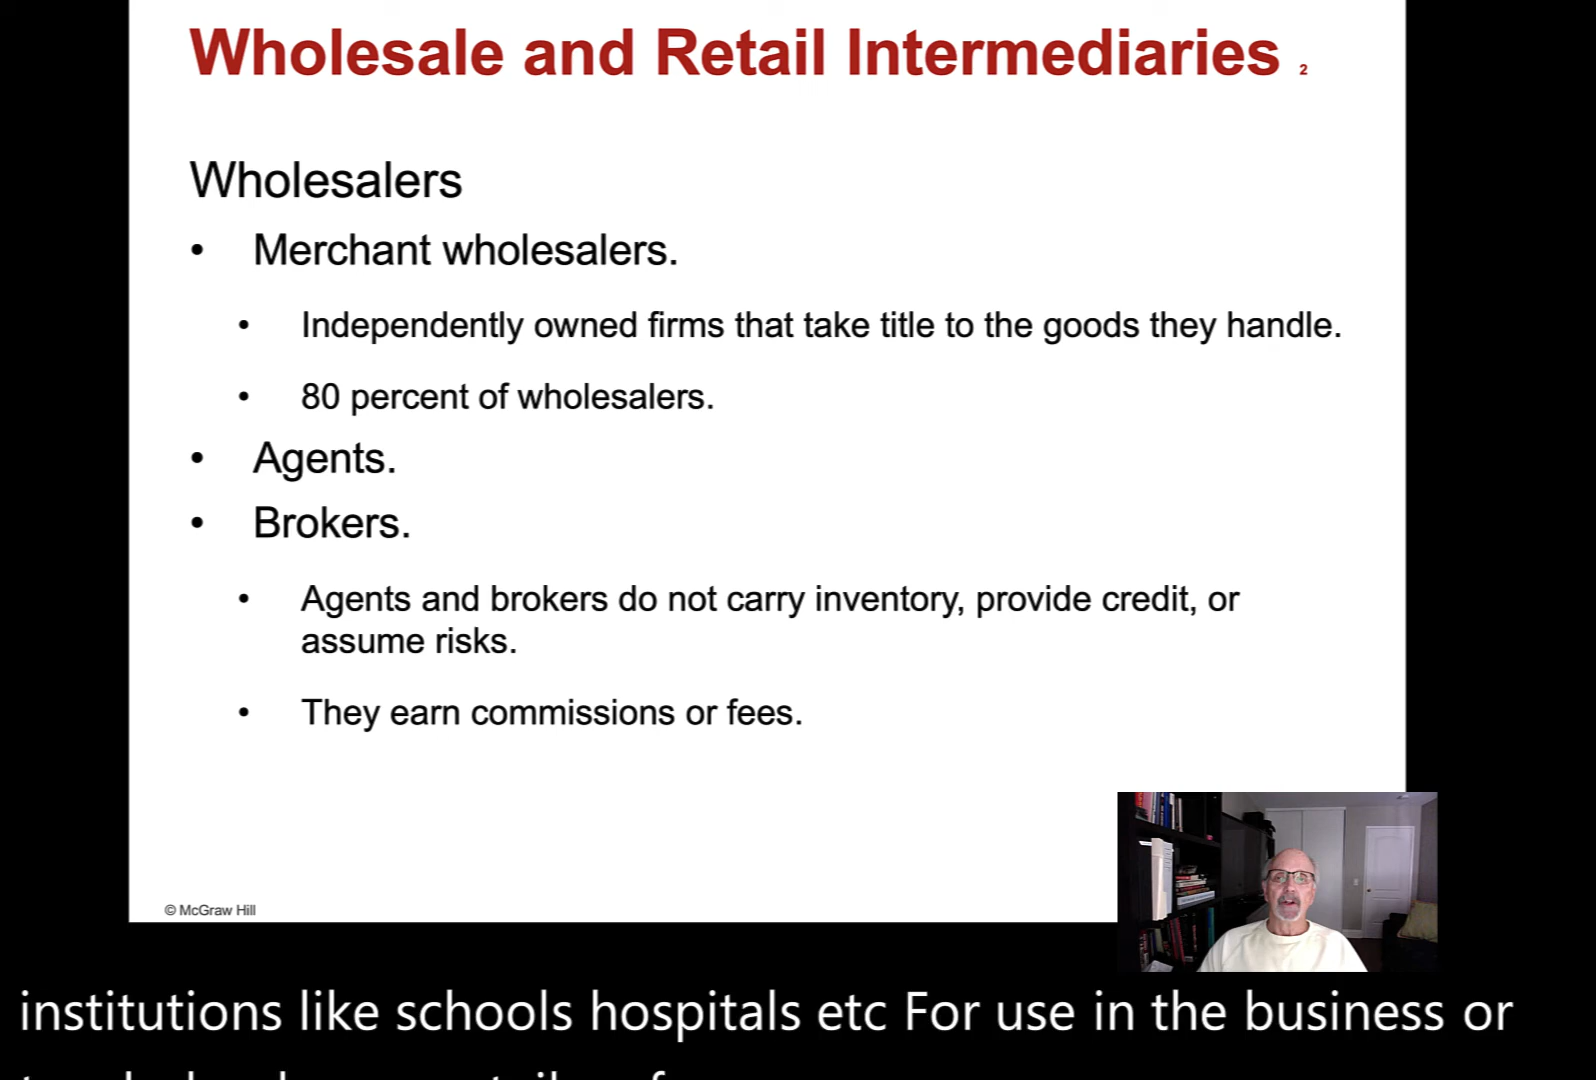 Wholesale and Retail Intermediaries 2
Wholesalers
• Merchant wholesalers.
• Independently owned firms that take title to the goods they handle.
• 80 percent of wholesalers.
• Agents.
• Brokers.
• Agents and brokers do not carry inventory, provide credit, or
assume risks.
• They earn commissions or fees.
© McGraw Hill
institutions like schools hospitals etc For use in the business or